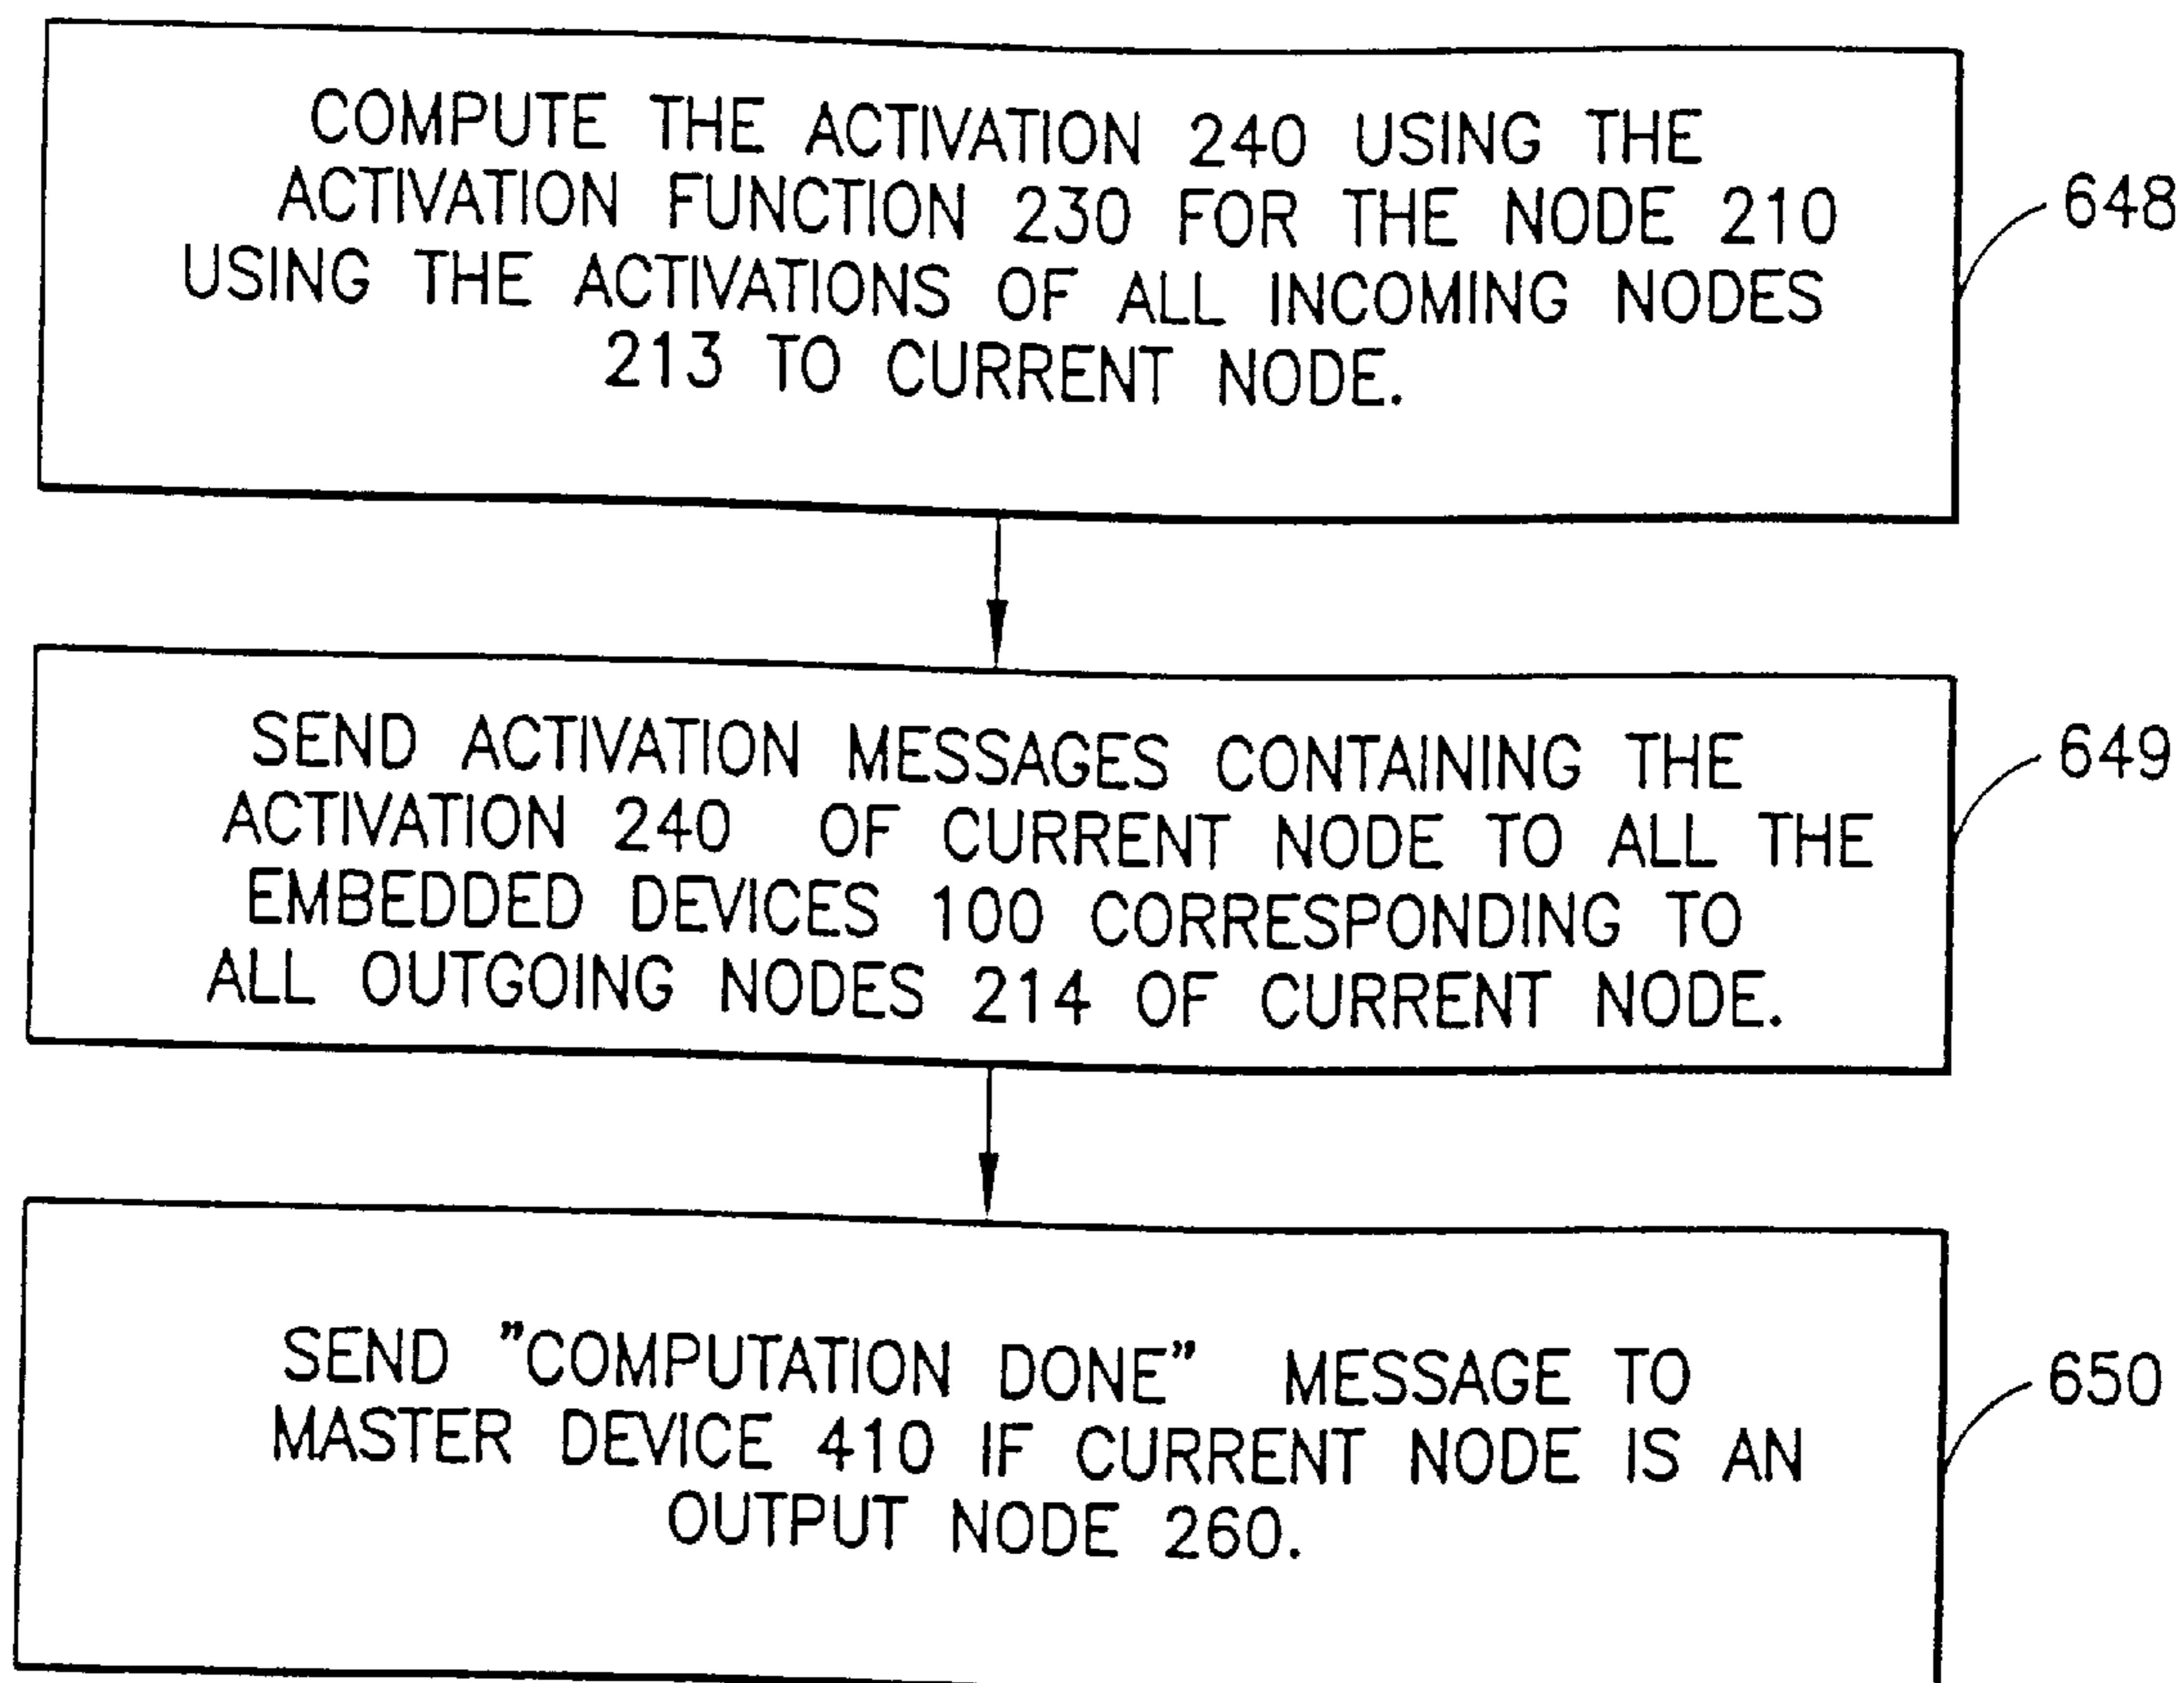 COMPUTE THE ACTIVATION 240 USING THE
ACTIVATION FUNCTION 230 FOR THE NODE 210
USING THE ACTIVATIONS OF ALL INCOMING NODES
213 TO CURRENT NODE.
648
SEND ACTIVATION MESSAGES CONTAINING THE
ACTIVATION 240 OF CURRENT NODE TO ALL THE
EMBEDDED DEVICES 100 CORRESPONDING TO
ALL OUTGOING NODES 214 OF CURRENT NODE.
649
SEND "COMPUTATION DONE" MESSAGE TO
MASTER DEVICE 410 IF CURRENT NODE IS AN
OUTPUT NODE 260.
650